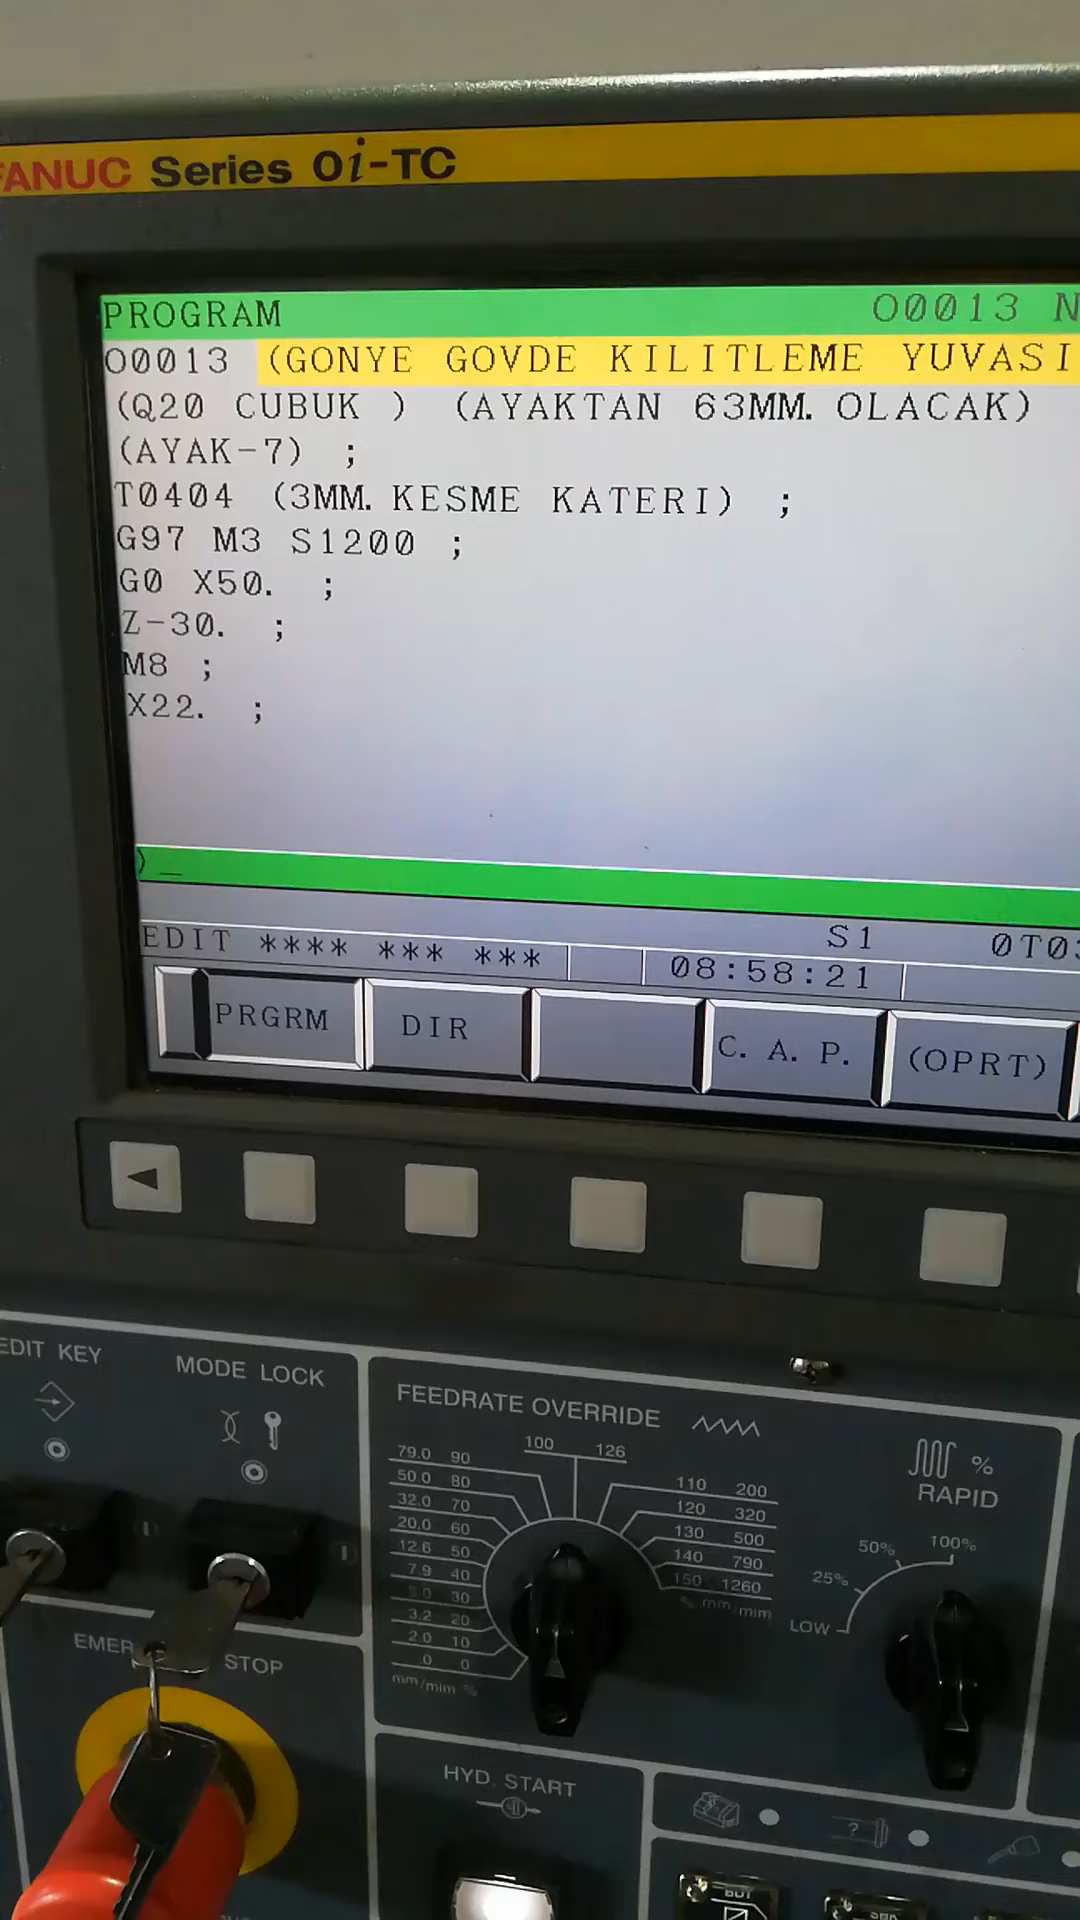 FANUC Series 0i-TC
PROGRAM O0013 N
O0013 (GONYE GOVDE KILITLEME YUVASI
(Q20 CUBUK ) (AYAKTAN 63MM. OLACAK)
(AYAK-7) ;
T0404 (3MM. KESME KATERI) ;
G97 M3 S1200 ;
G0 X50. ;
Z-30. ;
M8 ;
X22. ;
)_
S1 0T03
EDIT **** *** ***
08:58:21
PRGRM DIR C. A. P. (OPRT)
EDIT KEY
MODE LOCK
FEEDRATE OVERRIDE
100 126
79.0 90
50.0 80
32.0 70
20.0 60
12.6 50
7.9 40
5.0 30
3.2 20
2.0 10
.0 0
mm/mim %
110 200
120 320
130 500
140 790
150 1260
% mm/mim
%
RAPID
LOW 25% 50% 100%
EMER STOP
HYD. START
?